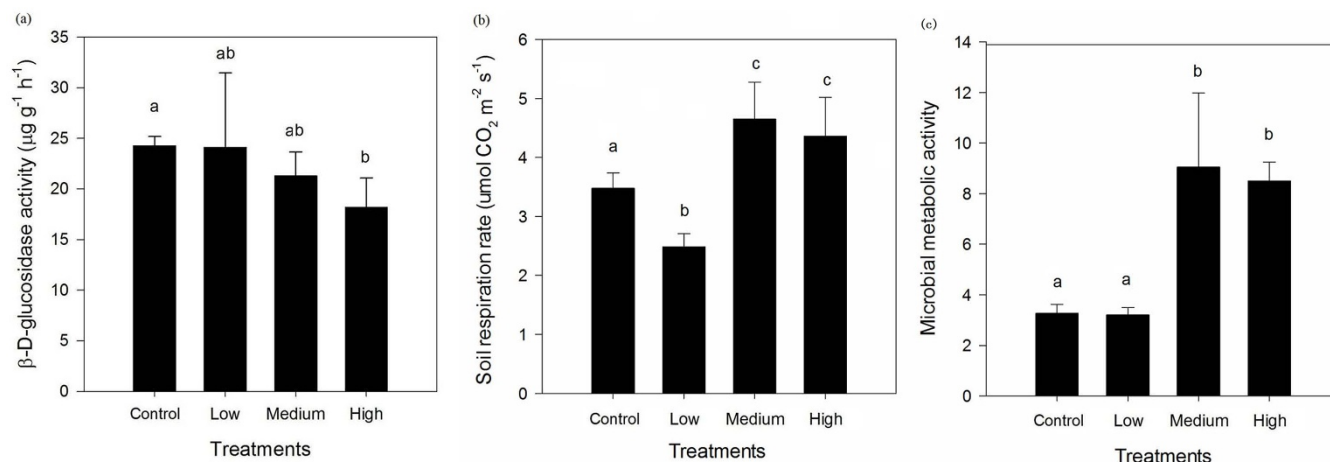 (a)
β-D-glucosidase activity (µg g⁻¹ h⁻¹)
35
30
25
20
15
10
5
0
a
ab
ab
b
Control Low Medium High
Treatments
(b)
Soil respiration rate (umol CO₂ m⁻² s⁻¹)
6
5
4
3
2
1
0
a
b
c
c
Control Low Medium High
Treatments
(c)
Microbial metabolic activity
14
12
10
8
6
4
2
0
a
a
b
b
Control Low Medium High
Treatments